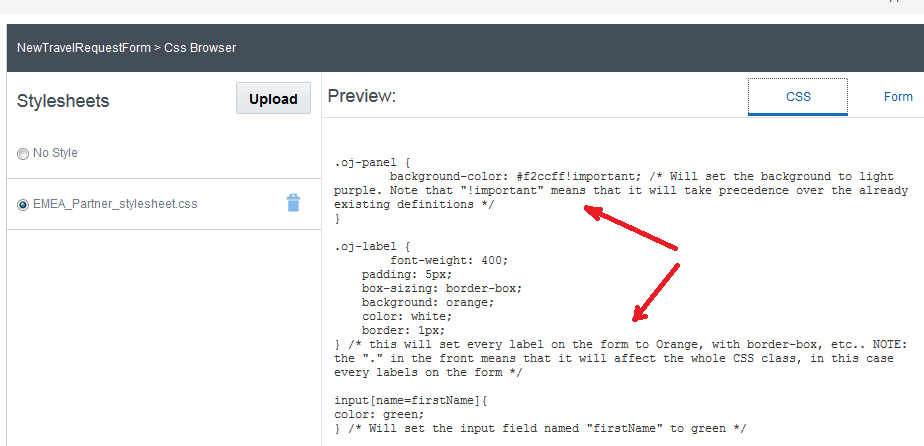 NewTravelRequestForm > Css Browser
Stylesheets
Upload
Preview:
CSS
Form
No Style
EMEA_Partner_stylesheet.css
.oj-panel {
background-color: #f2ccff!important; /* Will set the background to light
purple. Note that "!important" means that it will take precedence over the already
existing definitions */
}
.oj-label {
font-weight: 400;
padding: 5px;
box-sizing: border-box;
background: orange;
color: white;
border: 1px;
} /* this will set every label on the form to Orange, with border-box, etc.. NOTE:
the "." in the front means that it will affect the whole CSS class, in this case
every labels on the form */
input[name=firstName]{
color: green;
} /* Will set the input field named "firstName" to green */